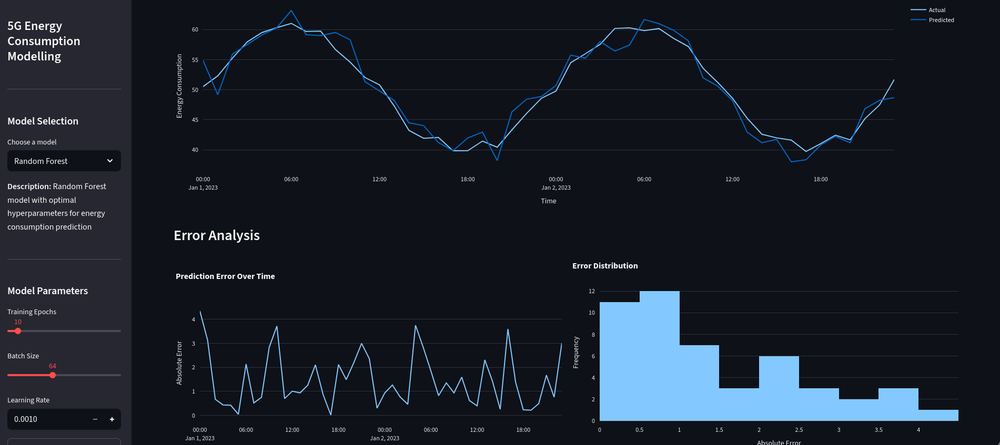 5G Energy
Consumption
Modelling
Model Selection
Choose a model
Random Forest
Description: Random Forest
model with optimal
hyperparameters for energy
consumption prediction
Model Parameters
Training Epochs
10
Batch Size
64
Learning Rate
0.0010
Actual
Predicted
Energy Consumption
60
55
50
45
40
00:00 06:00 12:00 18:00 00:00 06:00 12:00 18:00
Jan 1, 2023 Jan 2, 2023
Time
Error Analysis
Prediction Error Over Time
Absolute Error
4
3
2
1
0
00:00 06:00 12:00 18:00 00:00 06:00 12:00 18:00
Jan 1, 2023 Jan 2, 2023
Error Distribution
Frequency
12
10
8
6
4
2
0
0 0.5 1 1.5 2 2.5 3 3.5 4
Absolute Error